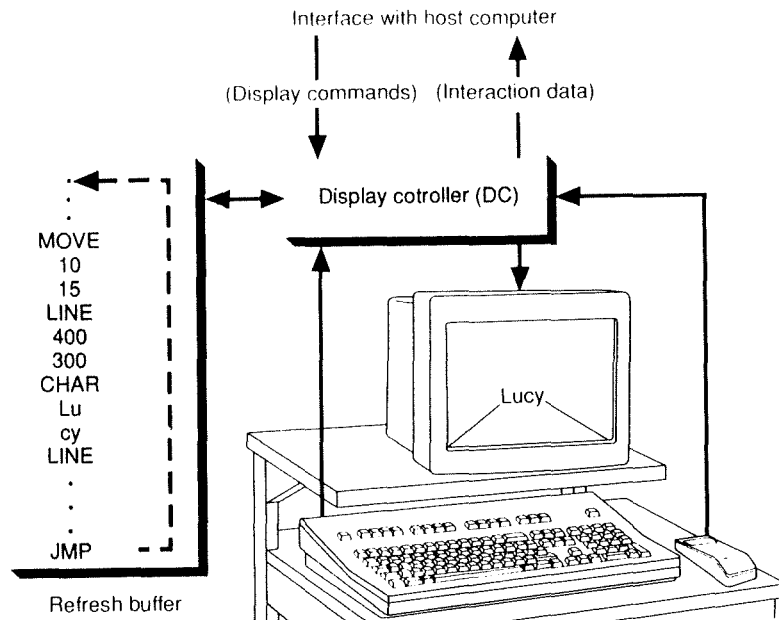 Interface with host computer
(Display commands) (Interaction data)
Display cotroller (DC)
.
.
.
MOVE
10
15
LINE
400
300
CHAR
Lu
cy
LINE
.
.
.
.
JMP
Refresh buffer
Lucy